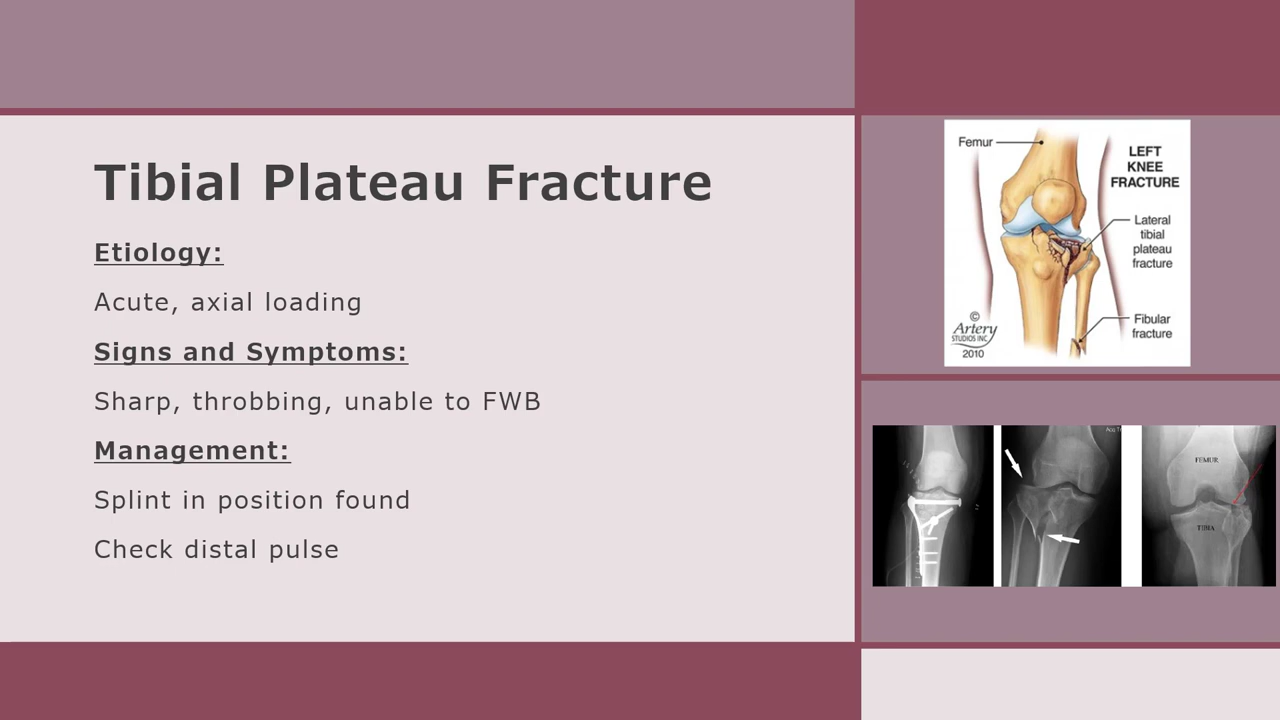 Tibial Plateau Fracture
Etiology:
Acute, axial loading
Signs and Symptoms:
Sharp, throbbing, unable to FWB
Management:
Splint in position found
Check distal pulse
Femur
LEFT
KNEE
FRACTURE
Lateral
tibial
plateau
fracture
Fibular
fracture
©
Artery
STUDIOS INC
2010
FEMUR
TIBIA